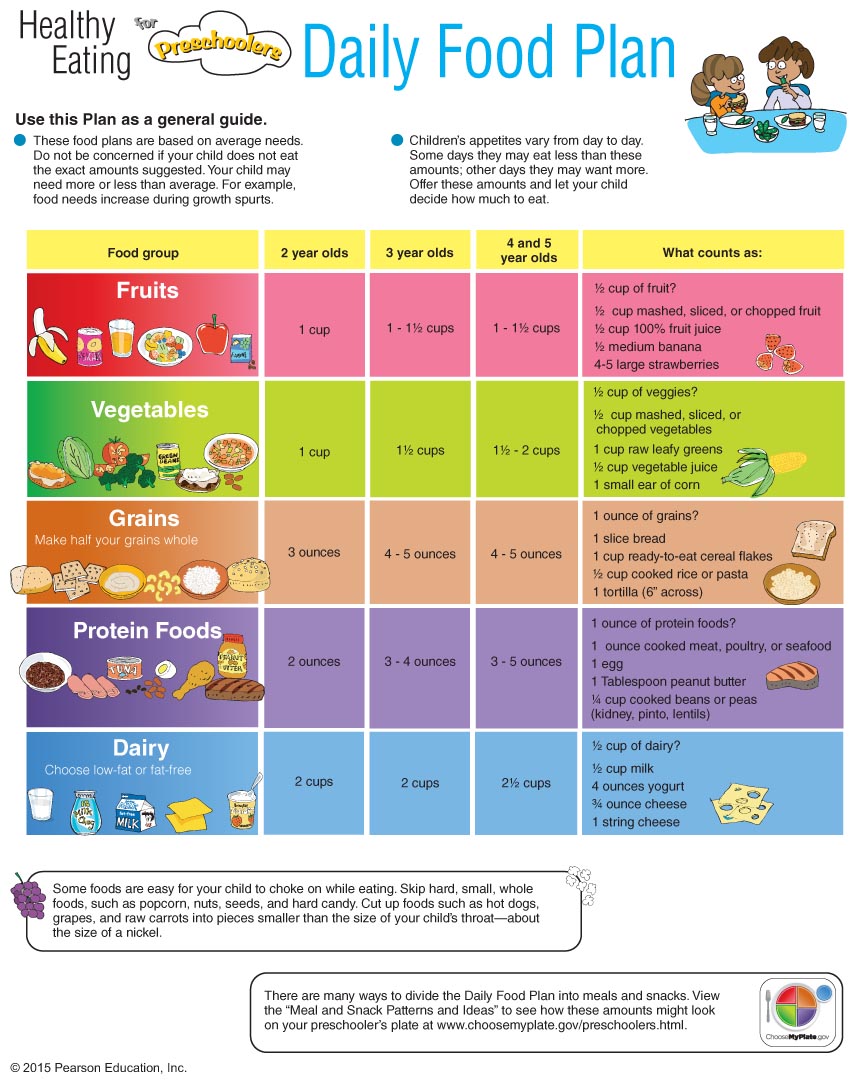 Healthy
Eating
for
Preschoolers
Daily Food Plan
Use this Plan as a general guide.
These food plans are based on average needs.
Do not be concerned if your child does not eat
the exact amounts suggested. Your child may
need more or less than average. For example,
food needs increase during growth spurts.
Children's appetites vary from day to day.
Some days they may eat less than these
amounts; other days they may want more.
Offer these amounts and let your child
decide how much to eat.
Food group
2 year olds
3 year olds
4 and 5
year olds
What counts as:
Fruits
1 cup
1 - 1½ cups
1 - 1½ cups
½ cup of fruit?
½ cup mashed, sliced, or chopped fruit
½ cup 100% fruit juice
½ medium banana
4-5 large strawberries
Vegetables
GREEN
BEANS
1 cup
1½ cups
1½ - 2 cups
½ cup of veggies?
½ cup mashed, sliced, or
chopped vegetables
1 cup raw leafy greens
½ cup vegetable juice
1 small ear of corn
Grains
Make half your grains whole
3 ounces
4 - 5 ounces
4 - 5 ounces
1 ounce of grains?
1 slice bread
1 cup ready-to-eat cereal flakes
½ cup cooked rice or pasta
1 tortilla (6" across)
Protein Foods
TUNA
PEANUT
BUTTER
2 ounces
3 - 4 ounces
3 - 5 ounces
1 ounce of protein foods?
1 ounce cooked meat, poultry, or seafood
1 egg
1 Tablespoon peanut butter
¼ cup cooked beans or peas
(kidney, pinto, lentils)
Dairy
Choose low-fat or fat-free
MILK
2 cups
2 cups
2½ cups
½ cup of dairy?
½ cup milk
4 ounces yogurt
¾ ounce cheese
1 string cheese
Some foods are easy for your child to choke on while eating. Skip hard, small, whole
foods, such as popcorn, nuts, seeds, and hard candy. Cut up foods such as hot dogs,
grapes, and raw carrots into pieces smaller than the size of your child's throat—about
the size of a nickel.
There are many ways to divide the Daily Food Plan into meals and snacks. View
the "Meal and Snack Patterns and Ideas" to see how these amounts might look
on your preschooler's plate at www.choosemyplate.gov/preschoolers.html.
ChooseMyPlate.gov
© 2015 Pearson Education, Inc.